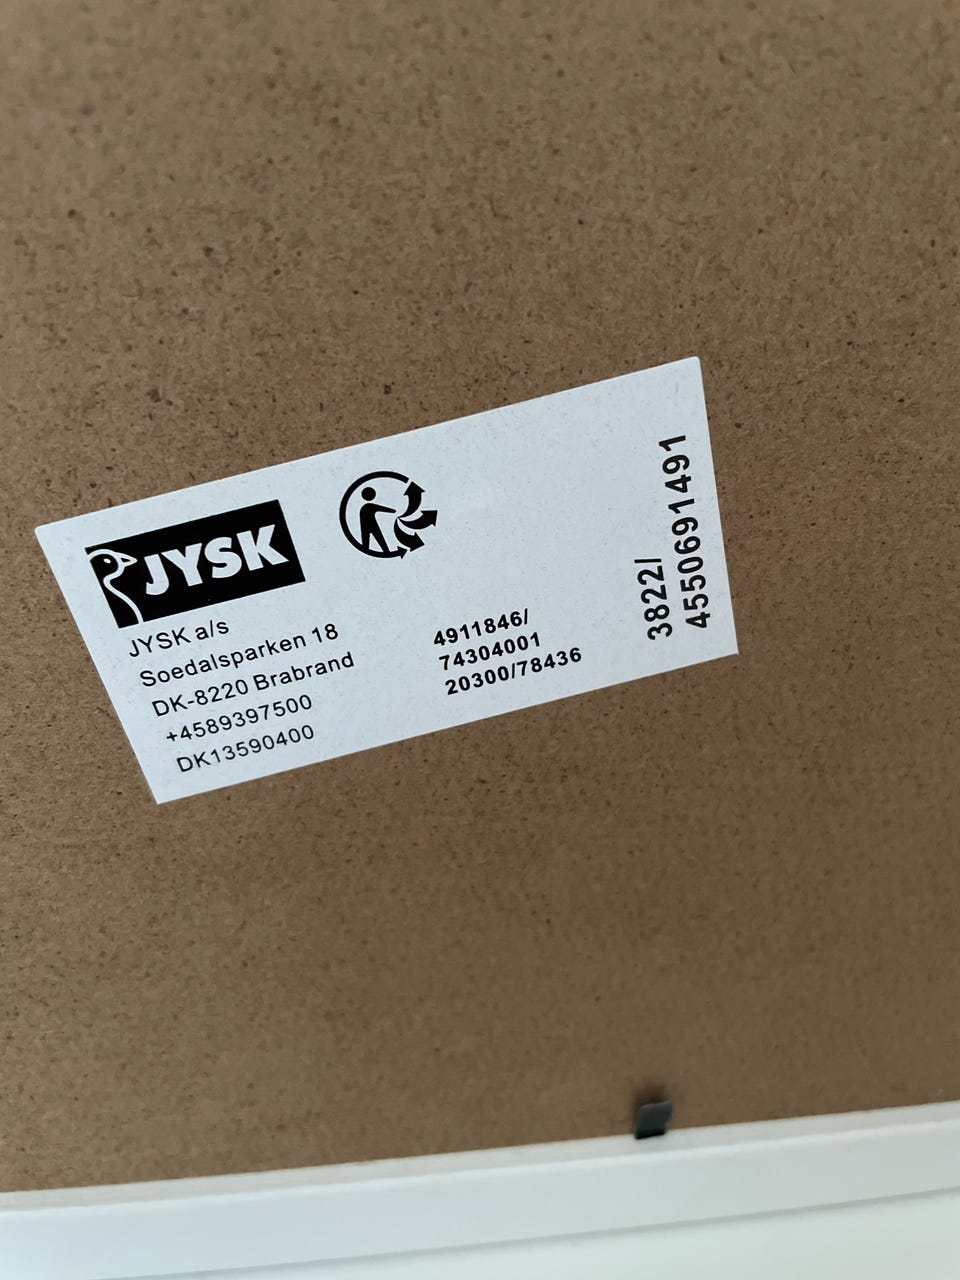 JYSK
JYSK a/s
Soedalsparken 18
DK-8220 Brabrand
+4589397500
DK13590400
4911846/
74304001
20300/78436
3822/
4550691491